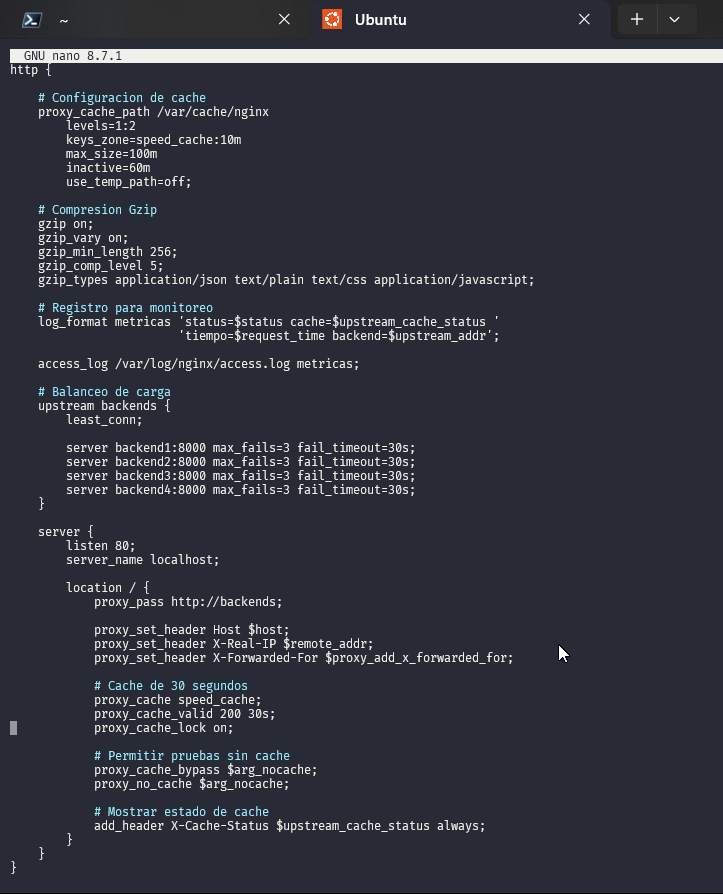 ~
Ubuntu
GNU nano 8.7.1
http {
    # Configuracion de cache
    proxy_cache_path /var/cache/nginx
        levels=1:2
        keys_zone=speed_cache:10m
        max_size=100m
        inactive=60m
        use_temp_path=off;
    # Compresion Gzip
    gzip on;
    gzip_vary on;
    gzip_min_length 256;
    gzip_comp_level 5;
    gzip_types application/json text/plain text/css application/javascript;
    # Registro para monitoreo
    log_format metricas 'status=$status cache=$upstream_cache_status '
                        'tiempo=$request_time backend=$upstream_addr';
    access_log /var/log/nginx/access.log metricas;
    # Balanceo de carga
    upstream backends {
        least_conn;
        server backend1:8000 max_fails=3 fail_timeout=30s;
        server backend2:8000 max_fails=3 fail_timeout=30s;
        server backend3:8000 max_fails=3 fail_timeout=30s;
        server backend4:8000 max_fails=3 fail_timeout=30s;
    }
    server {
        listen 80;
        server_name localhost;
        location / {
            proxy_pass http://backends;
            proxy_set_header Host $host;
            proxy_set_header X-Real-IP $remote_addr;
            proxy_set_header X-Forwarded-For $proxy_add_x_forwarded_for;
            # Cache de 30 segundos
            proxy_cache speed_cache;
            proxy_cache_valid 200 30s;
            proxy_cache_lock on;
            # Permitir pruebas sin cache
            proxy_cache_bypass $arg_nocache;
            proxy_no_cache $arg_nocache;
            # Mostrar estado de cache
            add_header X-Cache-Status $upstream_cache_status always;
        }
    }
}